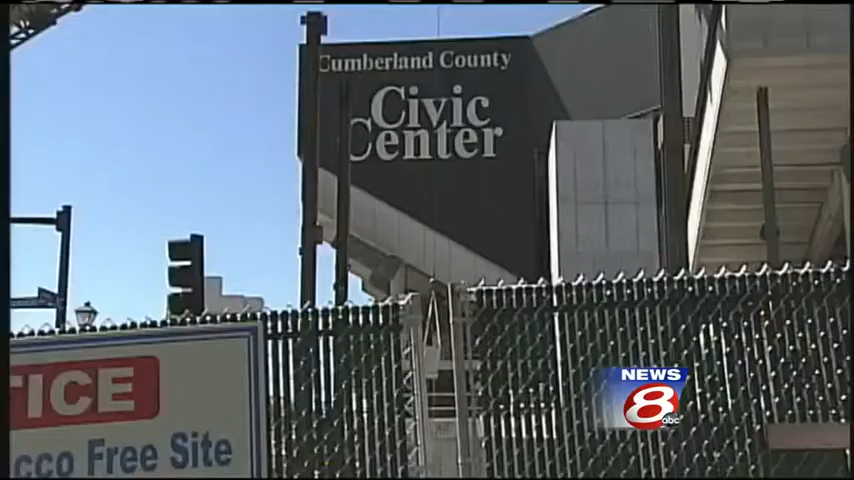 Cumberland County
Civic
Center
TICE
cco Free Site
NEWS
8
abc